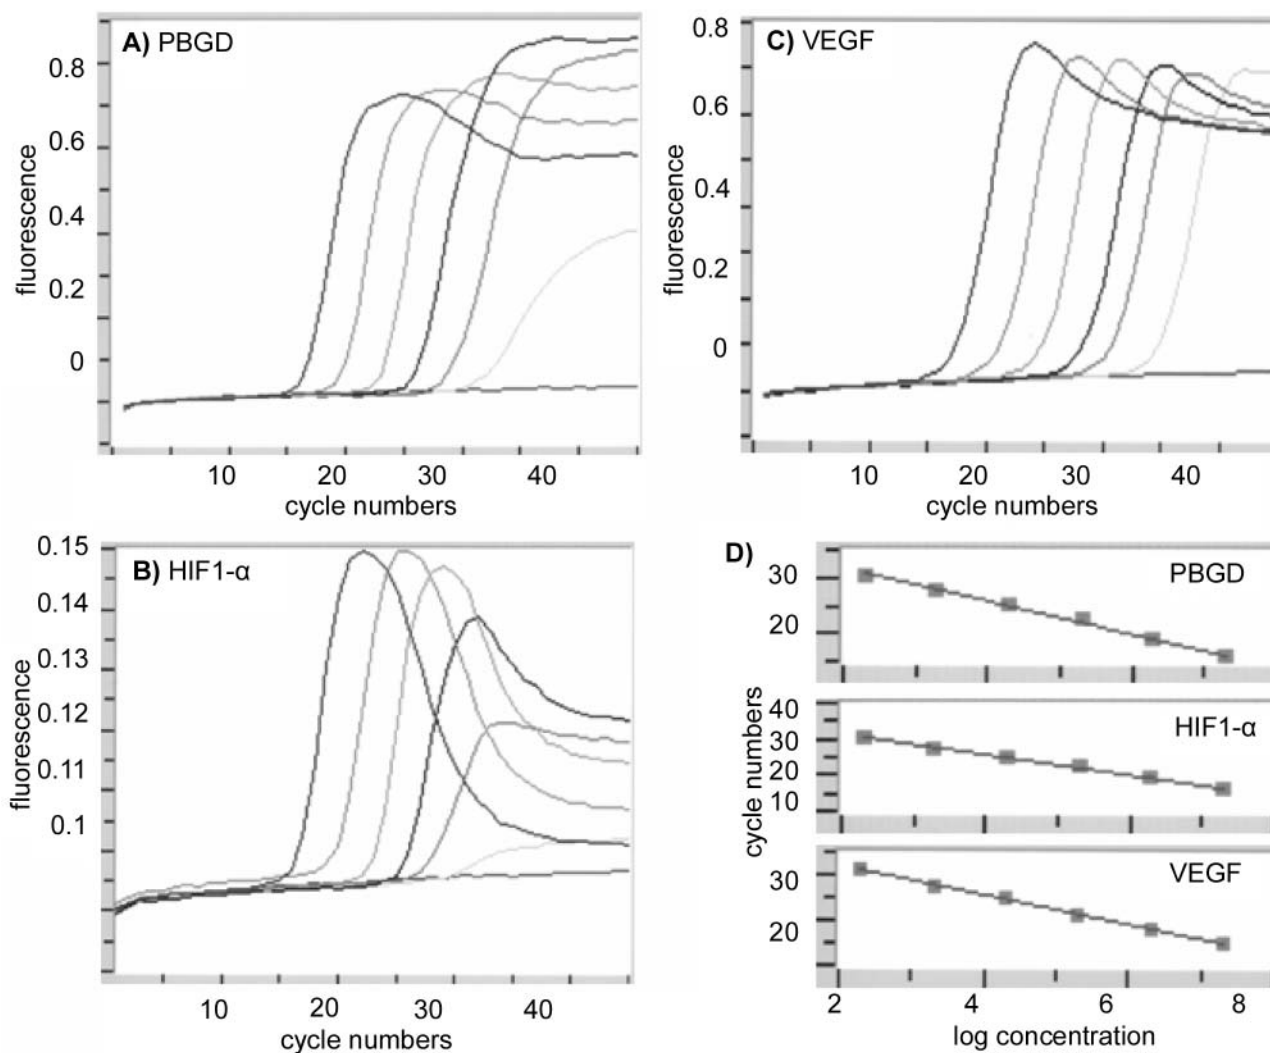 A) PBGD
0.8
0.6
0.4
0.2
0
fluorescence
10 20 30 40
cycle numbers
C) VEGF
0.8
0.6
0.4
0.2
0
fluorescence
10 20 30 40
cycle numbers
B) HIF1-α
0.15
0.14
0.13
0.12
0.11
0.1
fluorescence
10 20 30 40
cycle numbers
D)
PBGD
30
20
HIF1-α
40
30
20
10
VEGF
30
20
cycle numbers
2 4 6 8
log concentration